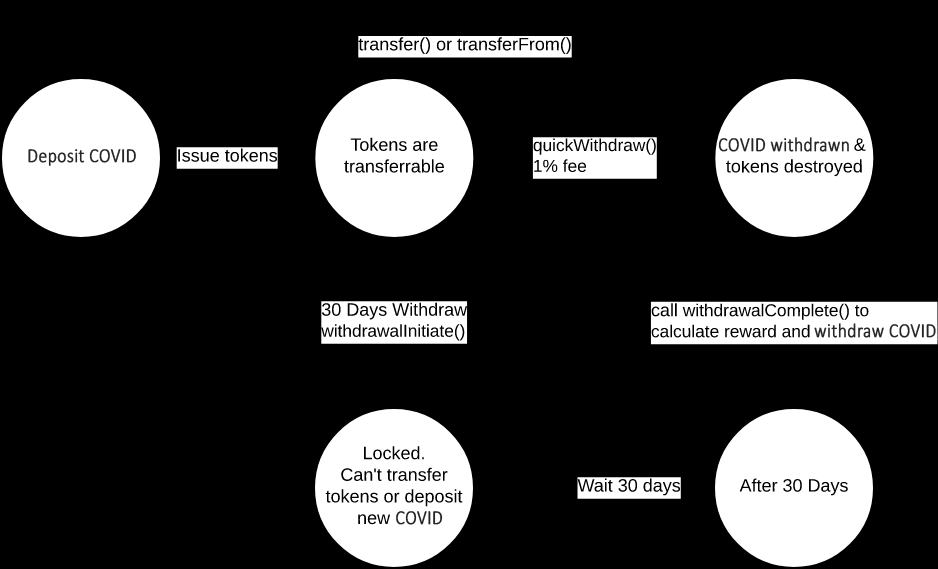 transfer() or transferFrom()
Deposit COVID
Issue tokens
Tokens are
transferrable
quickWithdraw()
1% fee
COVID withdrawn &
tokens destroyed
30 Days Withdraw
withdrawalInitiate()
call withdrawalComplete() to
calculate reward and withdraw COVID
Locked.
Can't transfer
tokens or deposit
new COVID
Wait 30 days
After 30 Days